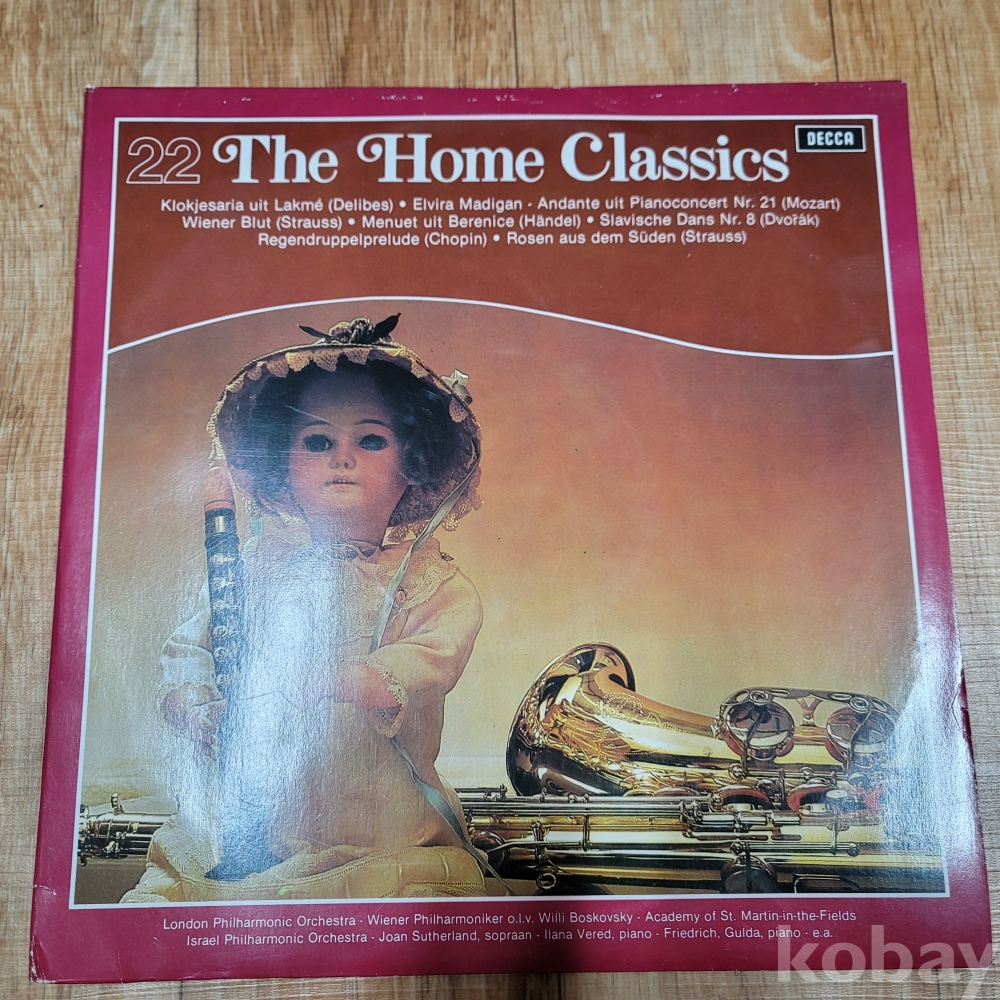 22 The Home Classics
DECCA
Klokjesaria uit Lakmé (Delibes) • Elvira Madigan - Andante uit Pianoconcert Nr. 21 (Mozart)
Wiener Blut (Strauss) • Menuet uit Berenice (Händel) • Slavische Dans Nr. 8 (Dvořák)
Regendruppelprelude (Chopin) • Rosen aus dem Süden (Strauss)
London Philharmonic Orchestra - Wiener Philharmoniker o.l.v. Willi Boskovsky - Academy of St. Martin-in-the-Fields
Israel Philharmonic Orchestra - Joan Sutherland, sopraan - Ilana Vered, piano - Friedrich, Gulda, piano - e.a.
kobay